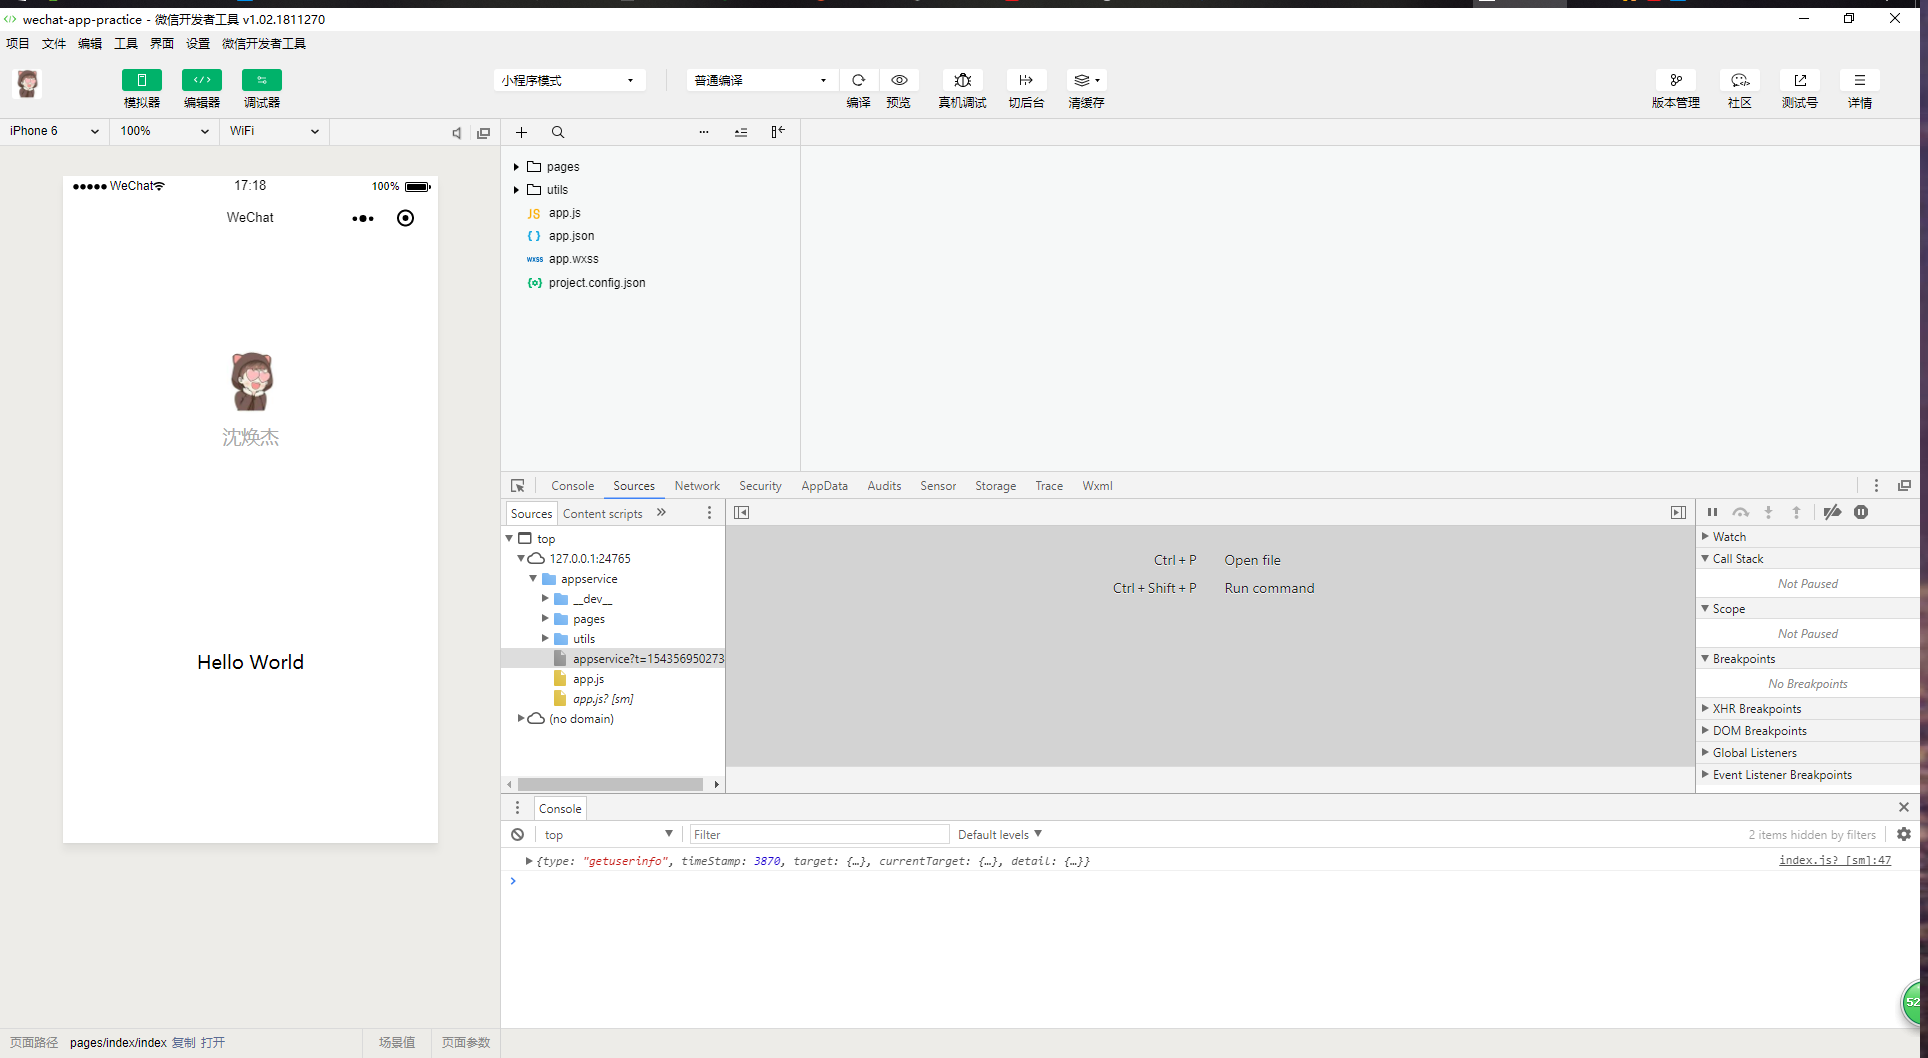 wechat-app-practice - 微信开发者工具 v1.02.1811270
项目 文件 编辑 工具 界面 设置 微信开发者工具
模拟器 编辑器 调试器
小程序模式 普通编译
编译 预览 真机调试 切后台 清缓存
版本管理 社区 测试号 详情
iPhone 6 100% WiFi
WeChat 17:18 100%
WeChat
沈焕杰
Hello World
页面路径 pages/index/index 复制 打开 场景值 页面参数
pages
utils
JS app.js
{ } app.json
wxss app.wxss
project.config.json
Console Sources Network Security AppData Audits Sensor Storage Trace Wxml
Sources Content scripts »
top
127.0.0.1:24765
appservice
__dev__
pages
utils
appservice?t=154356950273
app.js
app.js? [sm]
(no domain)
Ctrl + P Open file
Ctrl + Shift + P Run command
Watch
Call Stack
Not Paused
Scope
Not Paused
Breakpoints
No Breakpoints
XHR Breakpoints
DOM Breakpoints
Global Listeners
Event Listener Breakpoints
Console
top Filter Default levels 2 items hidden by filters
{type: "getuserinfo", timeStamp: 3870, target: {…}, currentTarget: {…}, detail: {…}} index.js? [sm]:47
52